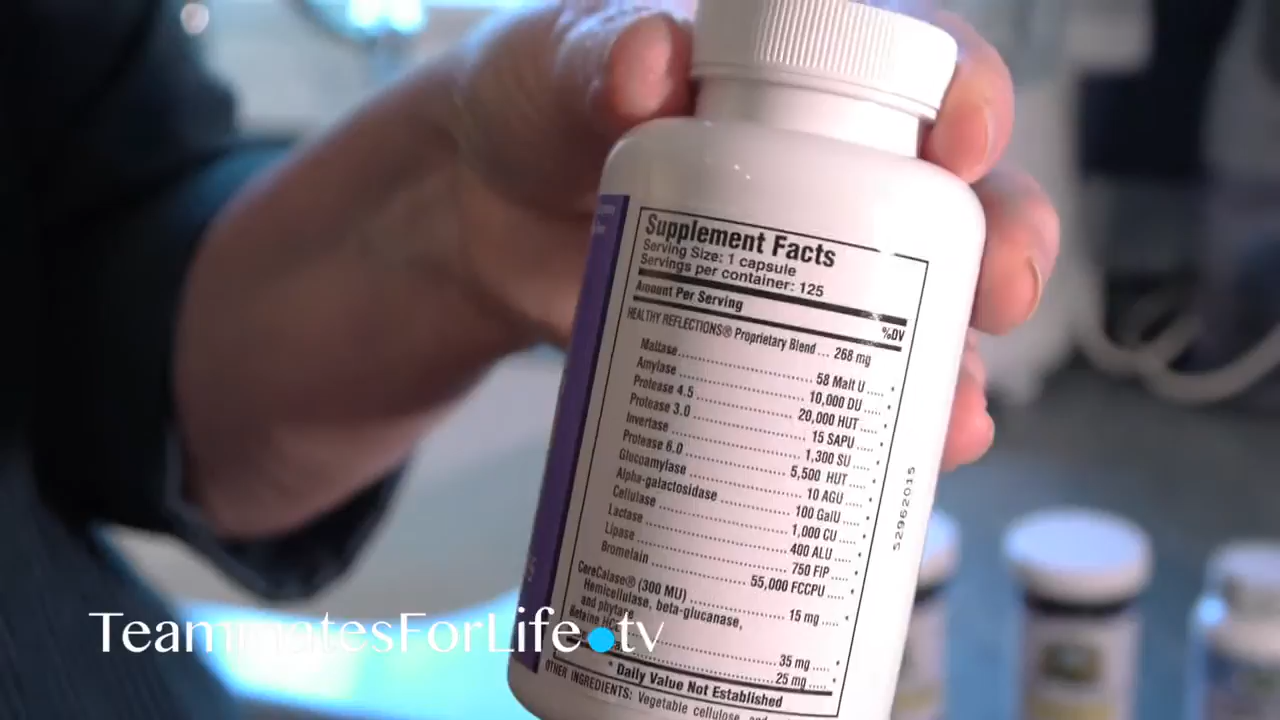 Supplement Facts
Serving Size: 1 capsule
Servings per container: 125
Amount Per Serving
%DV
HEALTHY REFLECTIONS® Proprietary Blend ... 268 mg
Maltase 58 Malt U *
Amylase 10,000 DU *
Protease 4.5 20,000 HUT *
Protease 3.0 15 SAPU *
Invertase 1,300 SU *
Protease 6.0 5,500 HUT *
Glucoamylase 10 AGU *
Alpha-galactosidase 100 GalU *
Cellulase 1,000 CU *
Lactase 400 ALU *
Lipase 750 FIP *
Bromelain 55,000 FCCPU *
CereCalase® (300 MU) 15 mg *
Hemicellulase, beta-glucanase,
and phytase 35 mg *
Betaine HCl 25 mg *
* Daily Value Not Established
OTHER INGREDIENTS: Vegetable cellulose, and
52962015
TeammatesForLife.tv